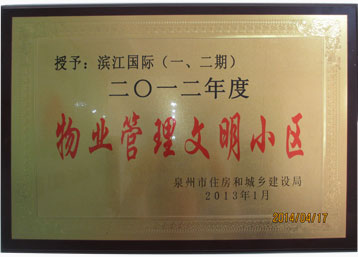 授予：滨江国际（一、二期）
二〇一二年度
物业管理文明小区
泉州市住房和城乡建设局
2013年1月
2014/04/17